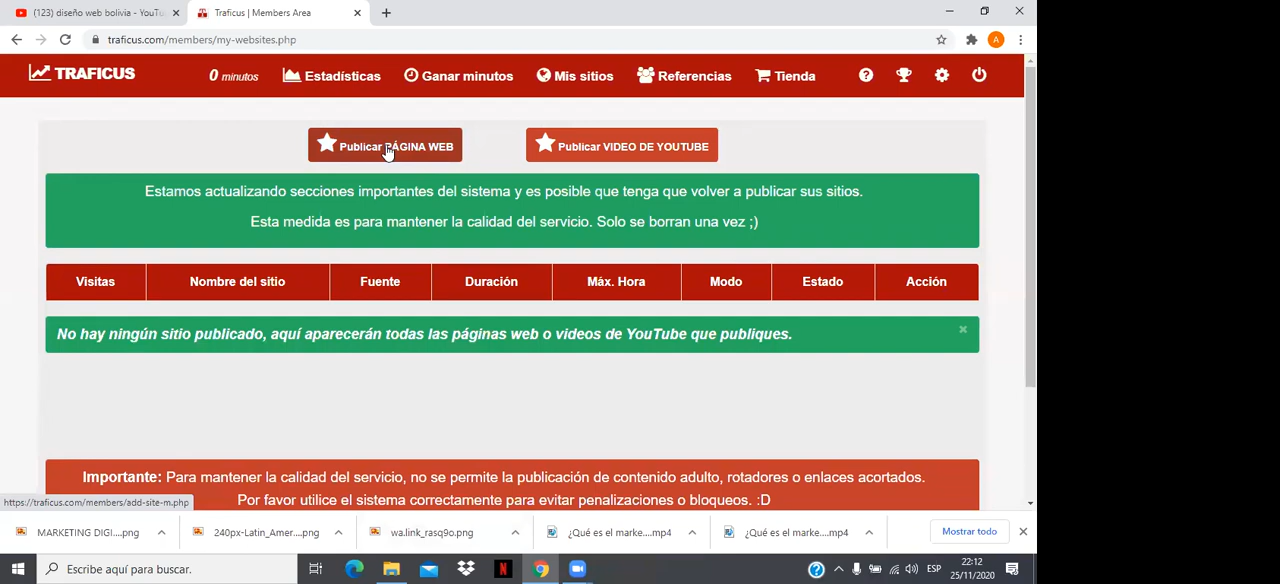 (123) diseño web bolivia - YouTu
Traficus | Members Area
traficus.com/members/my-websites.php
A
TRAFICUS
0 minutos
Estadísticas
Ganar minutos
Mis sitios
Referencias
Tienda
Publicar PÁGINA WEB
Publicar VIDEO DE YOUTUBE
Estamos actualizando secciones importantes del sistema y es posible que tenga que volver a publicar sus sitios.
Esta medida es para mantener la calidad del servicio. Solo se borran una vez ;)
Visitas
Nombre del sitio
Fuente
Duración
Máx. Hora
Modo
Estado
Acción
No hay ningún sitio publicado, aquí aparecerán todas las páginas web o videos de YouTube que publiques.
Importante: Para mantener la calidad del servicio, no se permite la publicación de contenido adulto, rotadores o enlaces acortados.
Por favor utilice el sistema correctamente para evitar penalizaciones o bloqueos. :D
https://traficus.com/members/add-site-m.php
MARKETING DIGI....png
240px-Latin_Amer....png
wa.link_rasq9o.png
¿Qué es el marke....mp4
¿Qué es el marke....mp4
Mostrar todo
Escribe aquí para buscar.
N
ESP
22:12
25/11/2020